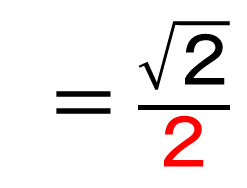 = √2/2